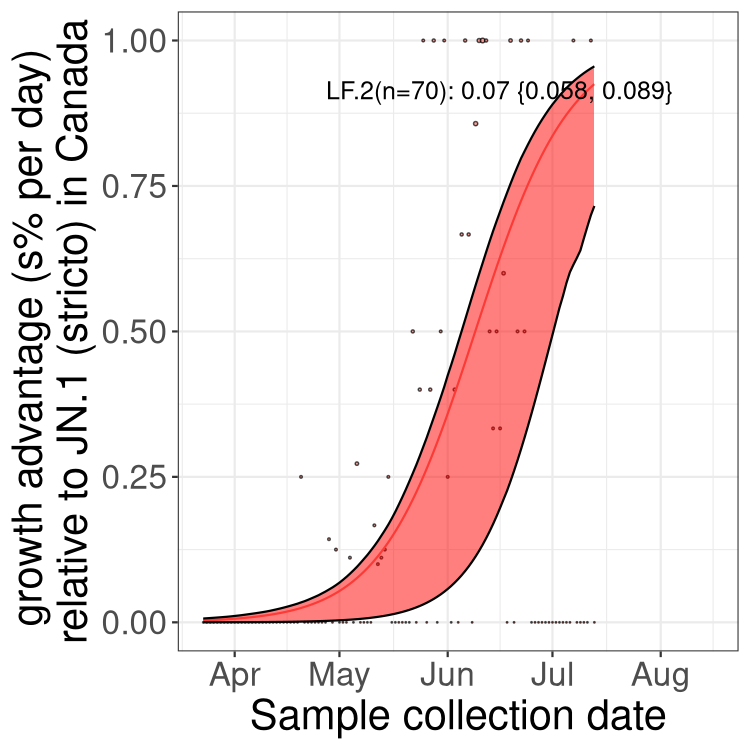 growth advantage (s% per day)
relative to JN.1 (stricto) in Canada
1.00
0.75
0.50
0.25
0.00
LF.2(n=70): 0.07 {0.058, 0.089}
Apr May Jun Jul Aug
Sample collection date